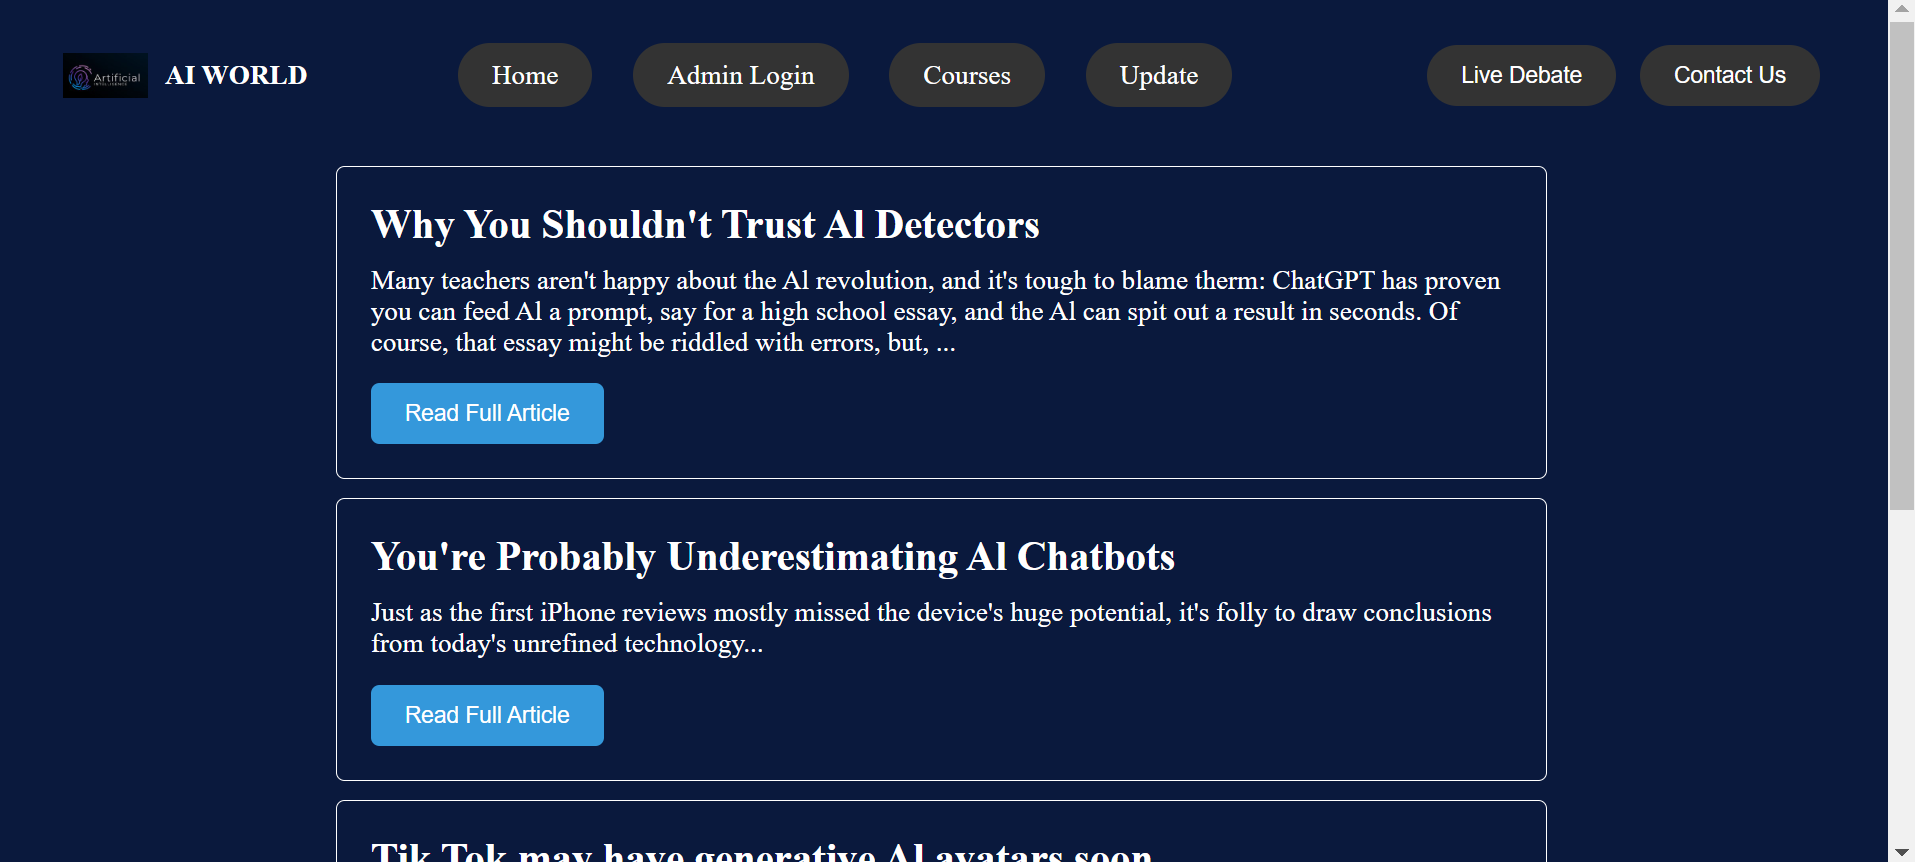 Artificial
INTELLIGENCE
AI WORLD
Home
Admin Login
Courses
Update
Live Debate
Contact Us
Why You Shouldn't Trust Al Detectors
Many teachers aren't happy about the Al revolution, and it's tough to blame therm: ChatGPT has proven
you can feed Al a prompt, say for a high school essay, and the Al can spit out a result in seconds. Of
course, that essay might be riddled with errors, but, ...
Read Full Article
You're Probably Underestimating Al Chatbots
Just as the first iPhone reviews mostly missed the device's huge potential, it's folly to draw conclusions
from today's unrefined technology...
Read Full Article
Tik Tok may have generative Al avatars soon